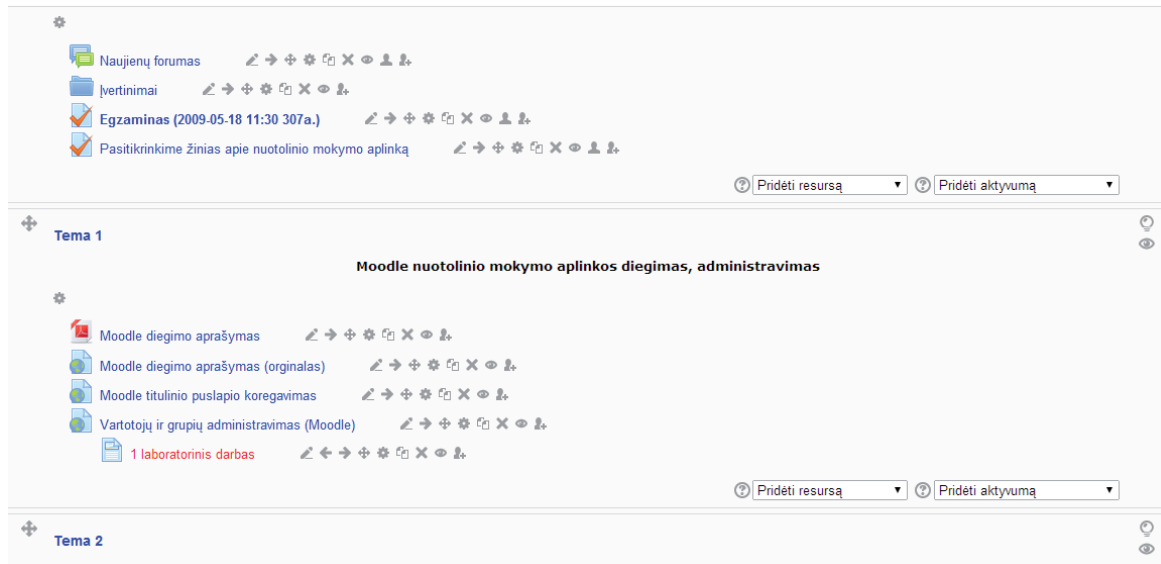 Naujienų forumas
Įvertinimai
Egzaminas (2009-05-18 11:30 307a.)
Pasitikrinkime žinias apie nuotolinio mokymo aplinką
Pridėti resursą Pridėti aktyvumą
Tema 1
Moodle nuotolinio mokymo aplinkos diegimas, administravimas
Moodle diegimo aprašymas
Moodle diegimo aprašymas (orginalas)
Moodle titulinio puslapio koregavimas
Vartotojų ir grupių administravimas (Moodle)
1 laboratorinis darbas
Pridėti resursą Pridėti aktyvumą
Tema 2